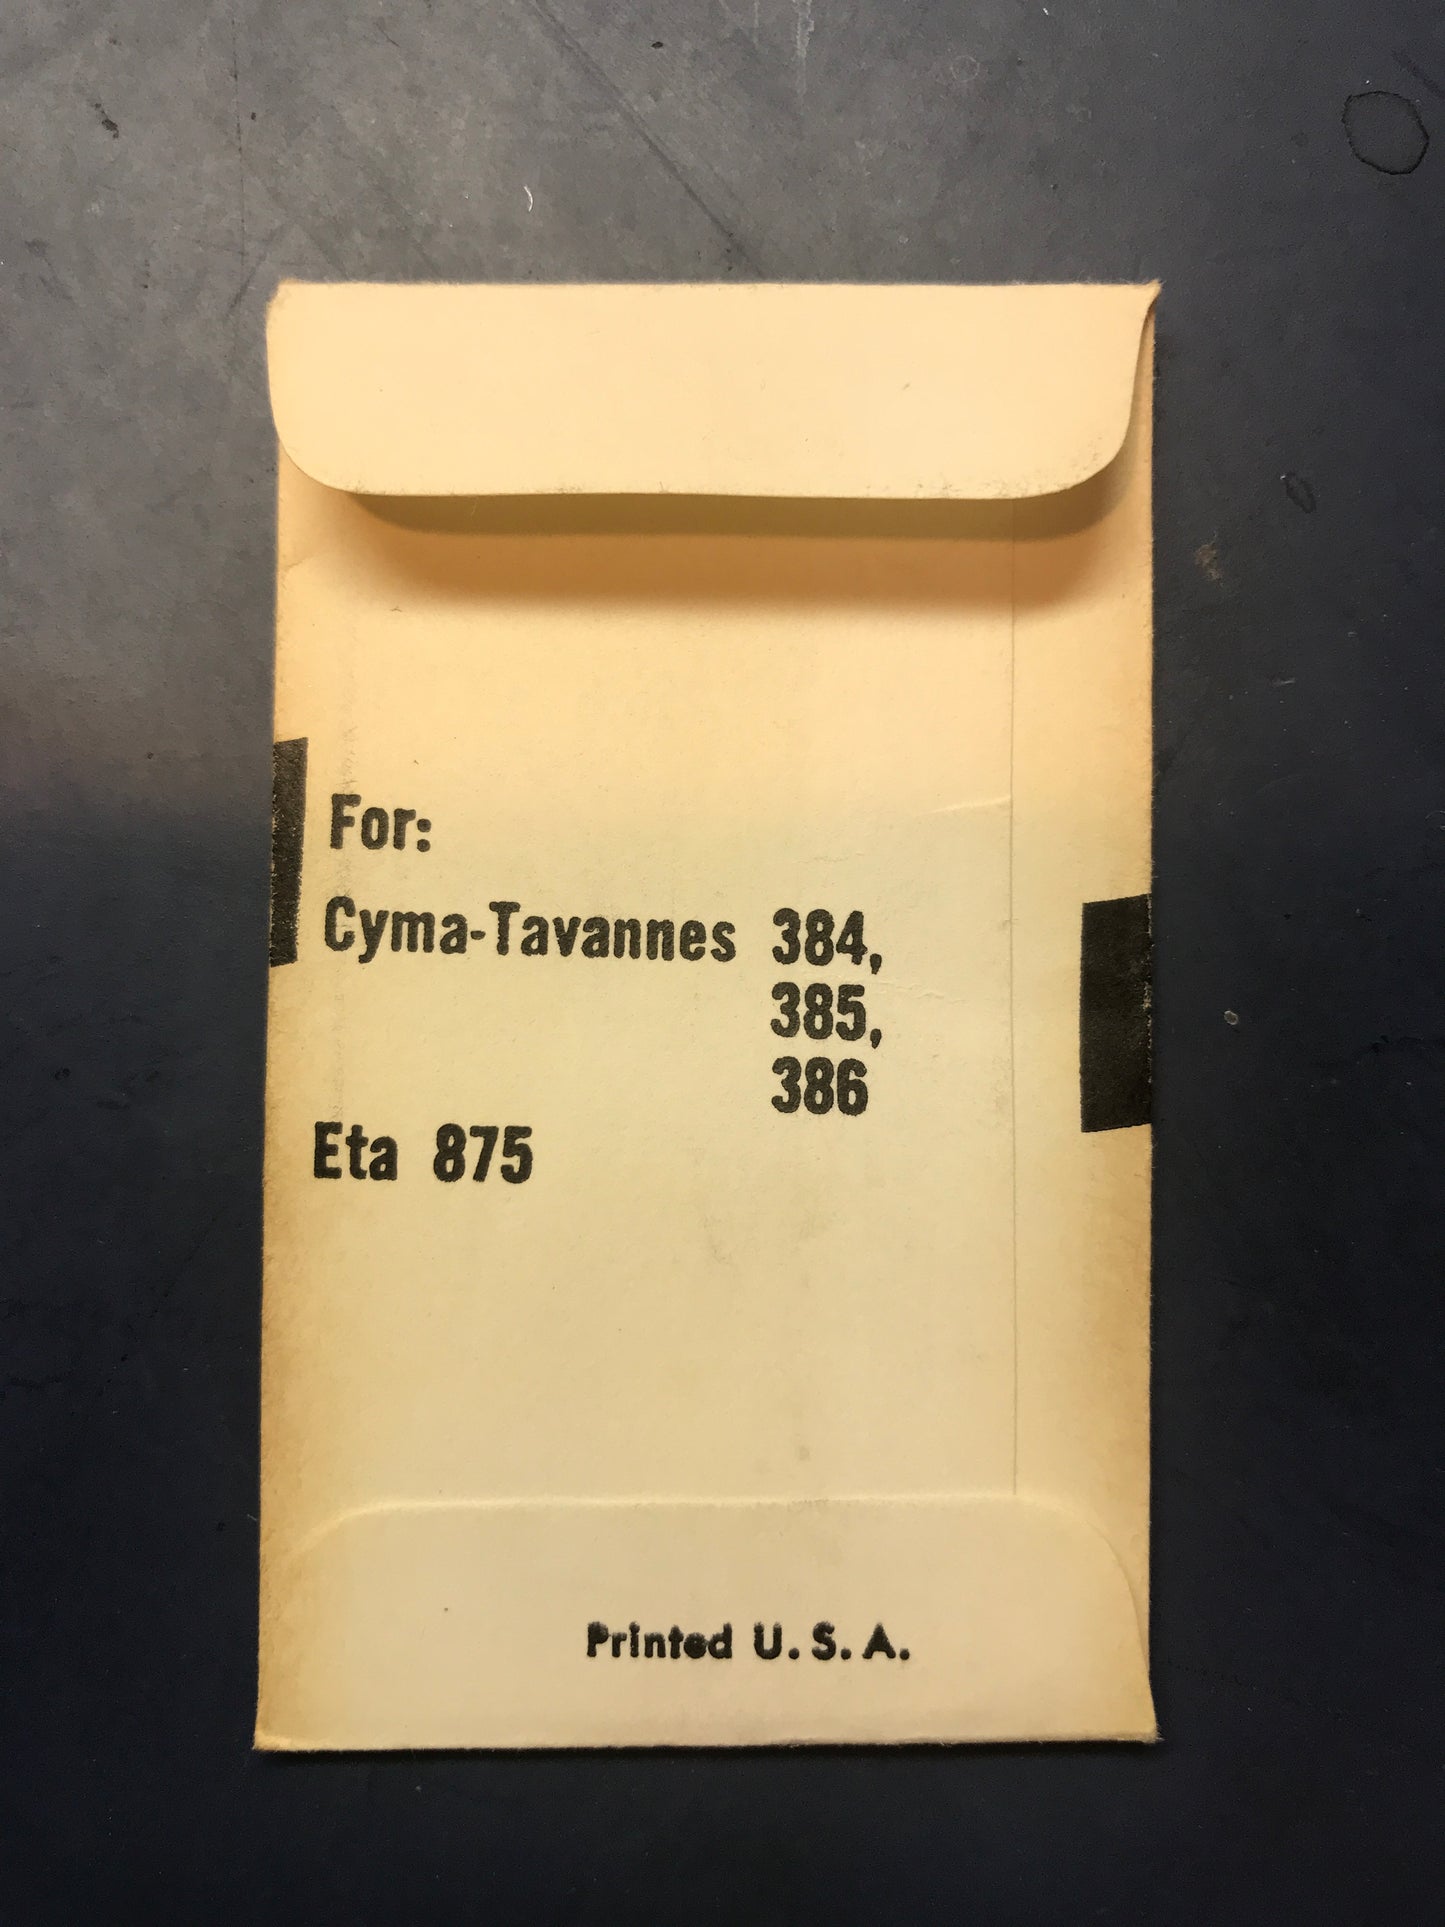 For:
Cyma-Tavannes 384,
385,
386
Eta 875
Printed U.S.A.